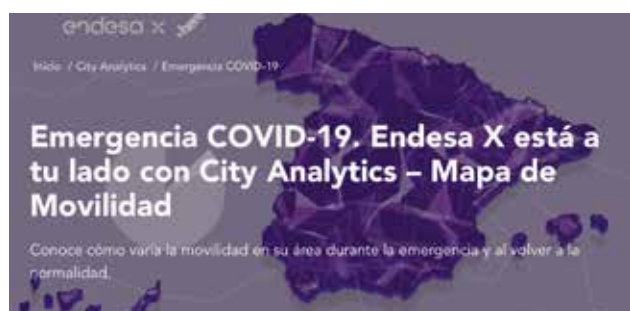 endesa x
Inicio / City Analytics / Emergencia COVID-19
Emergencia COVID-19. Endesa X está a
tu lado con City Analytics – Mapa de
Movilidad
Conoce cómo varía la movilidad en su área durante la emergencia y al volver a la
normalidad.